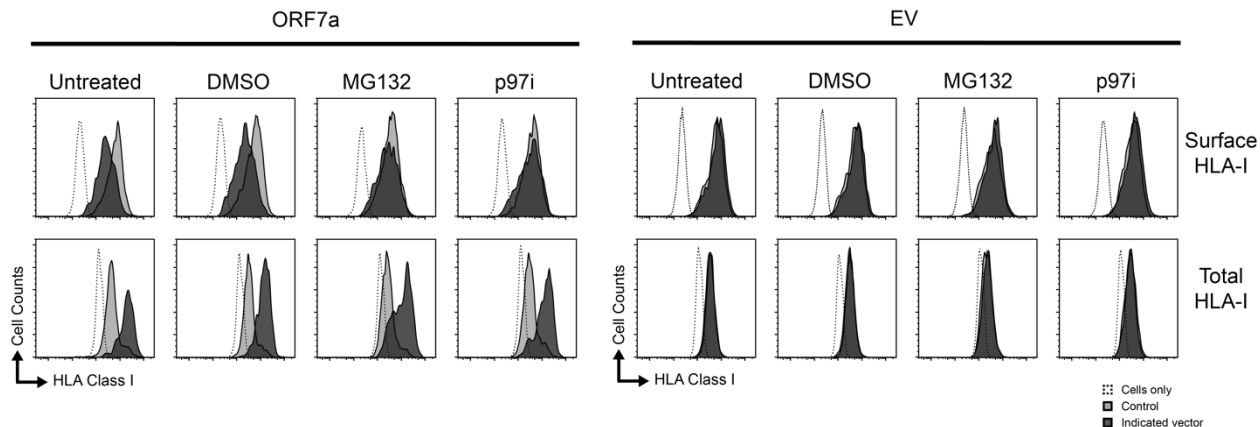 ORF7a
EV
Untreated DMSO MG132 p97i
Untreated DMSO MG132 p97i
Surface
HLA-I
Total
HLA-I
Cell Counts
HLA Class I
Cell Counts
HLA Class I
Cells only
Control
Indicated vector